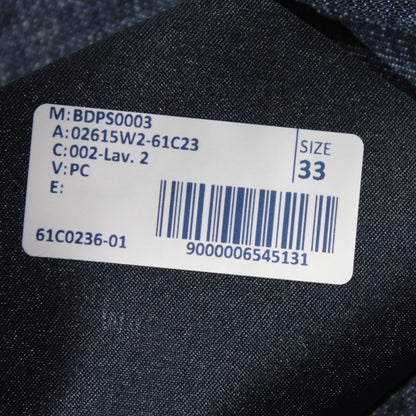 M:BDPS0003
A:02615W2-61C23
C:002-Lav. 2
V:PC
E:
SIZE
33
61C0236-01
9000006545131